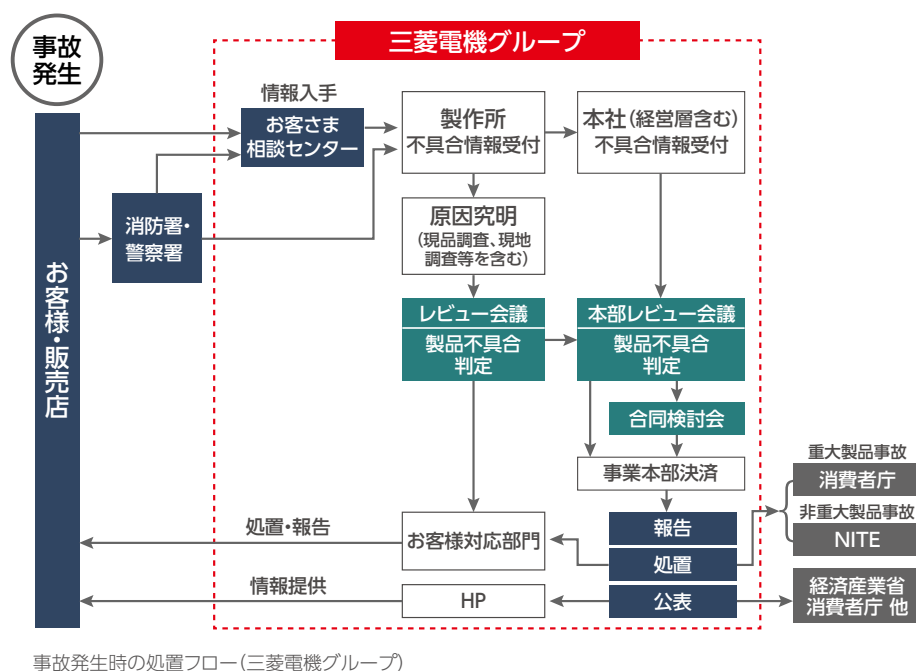 事故
発生
三菱電機グループ
情報入手
お客さま
相談センター
製作所
不具合情報受付
本社(経営層含む)
不具合情報受付
消防署・
警察署
原因究明
(現品調査、現地
調査等を含む)
お客様・販売店
レビュー会議
製品不具合
判定
本部レビュー会議
製品不具合
判定
合同検討会
事業本部決済
重大製品事故
消費者庁
非重大製品事故
NITE
処置・報告
お客様対応部門
報告
処置
情報提供
HP
公表
経済産業省
消費者庁 他
事故発生時の処置フロー(三菱電機グループ)